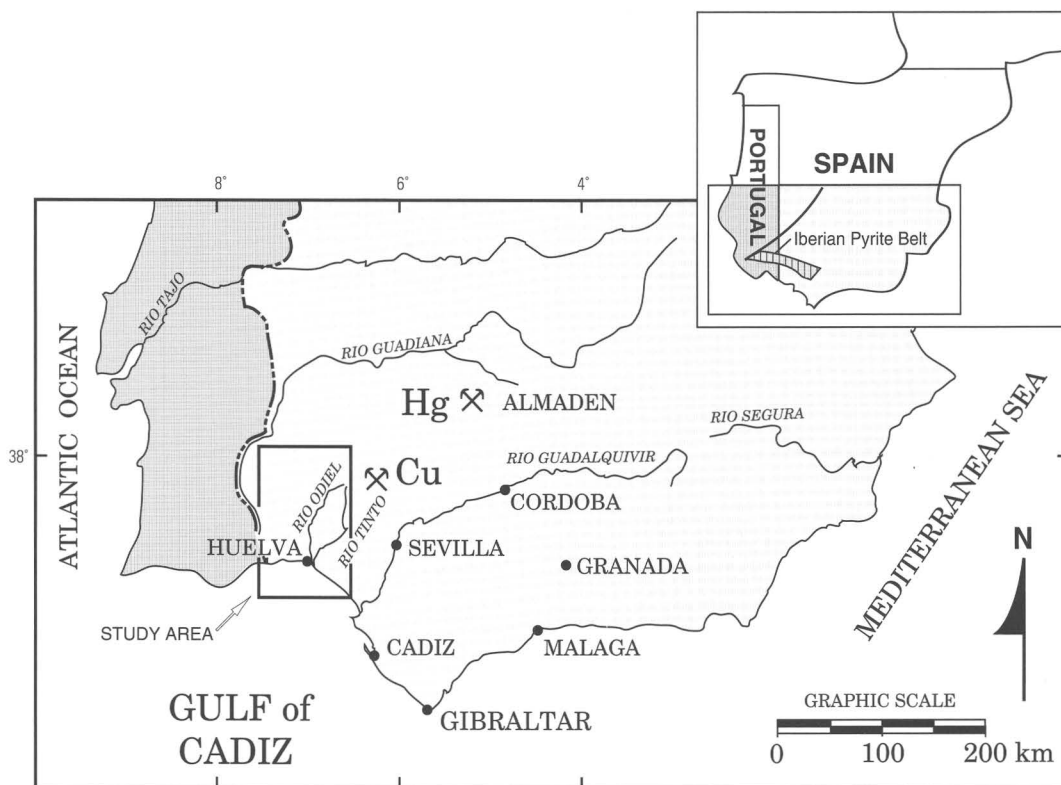 PORTUGAL
SPAIN
Iberian Pyrite Belt
8°
6°
4°
ATLANTIC OCEAN
RIO TAJO
RIO GUADIANA
Hg
ALMADEN
RIO SEGURA
38°
Cu
RIO GUADALQUIVIR
RIO ODIEL
RIO TINTO
CORDOBA
HUELVA
SEVILLA
GRANADA
MEDITERRANEAN SEA
N
STUDY AREA
CADIZ
MALAGA
GULF of
CADIZ
GIBRALTAR
GRAPHIC SCALE
0 100 200 km